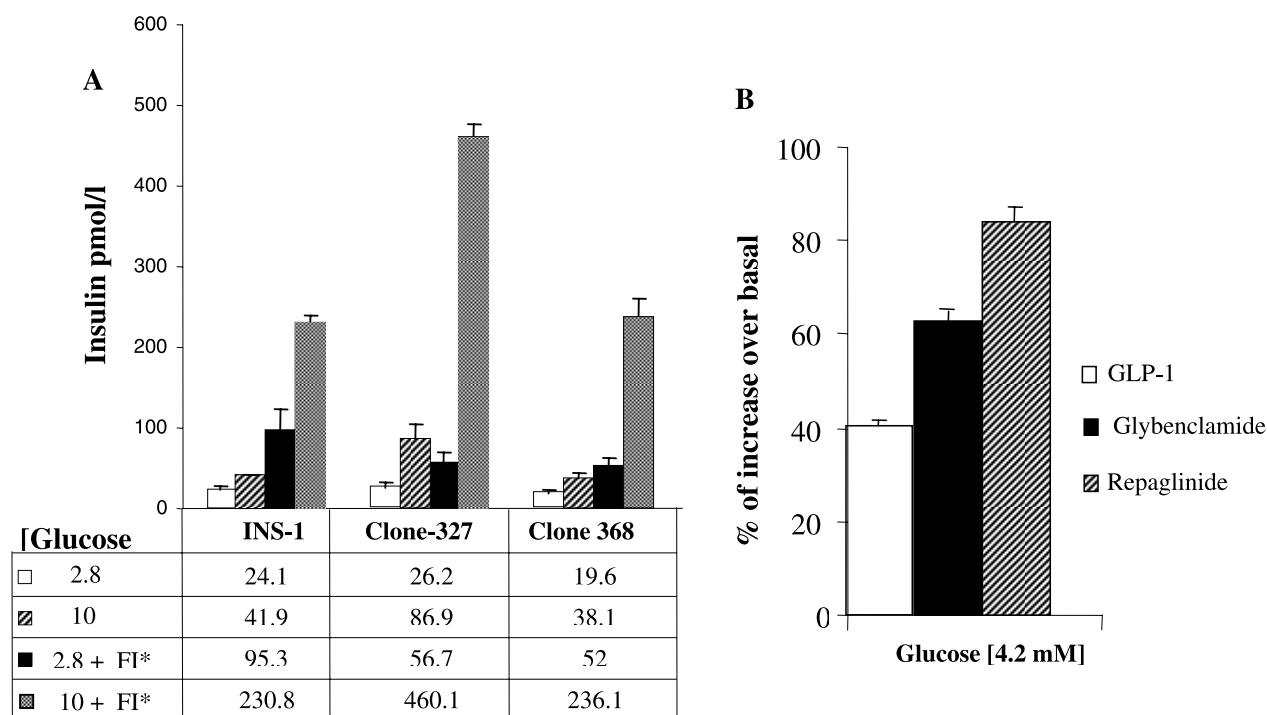 A
Insulin pmol/l
600
500
400
300
200
100
0
[Glucose INS-1 Clone-327 Clone 368
2.8 24.1 26.2 19.6
10 41.9 86.9 38.1
2.8 + FI* 95.3 56.7 52
10 + FI* 230.8 460.1 236.1
B
% of increase over basal
100
80
60
40
20
0
Glucose [4.2 mM]
GLP-1
Glybenclamide
Repaglinide